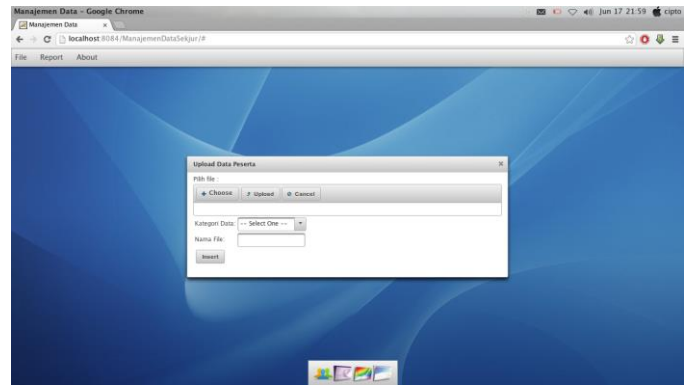 Manajemen Data - Google Chrome
Jun 17 21:59 cipto
Manajemen Data
localhost:8084/ManajemenDataSekjur/#
File Report About
Upload Data Peserta
Pilih file :
Choose Upload Cancel
Kategori Data: -- Select One --
Nama File:
Insert